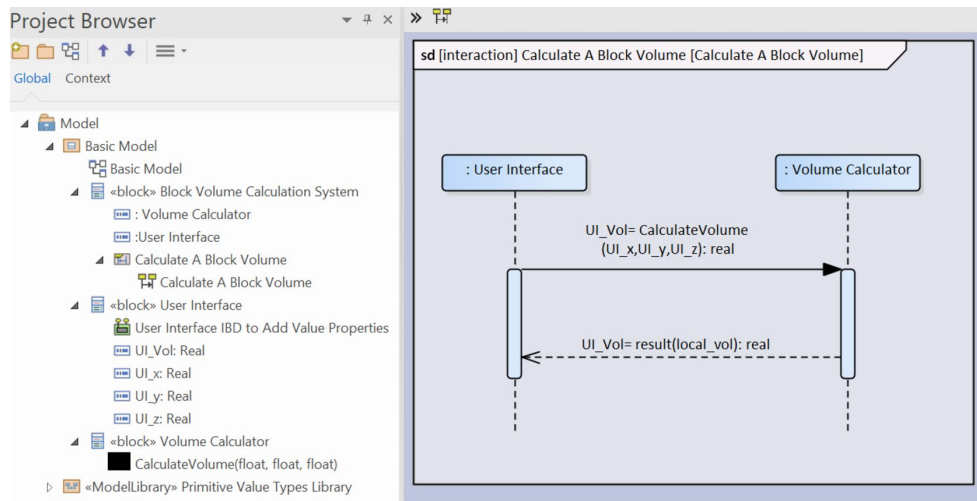 Project Browser
Global Context
Model
Basic Model
Basic Model
«block» Block Volume Calculation System
: Volume Calculator
:User Interface
Calculate A Block Volume
Calculate A Block Volume
«block» User Interface
User Interface IBD to Add Value Properties
UI_Vol: Real
UI_x: Real
UI_y: Real
UI_z: Real
«block» Volume Calculator
CalculateVolume(float, float, float)
«ModelLibrary» Primitive Value Types Library
sd [interaction] Calculate A Block Volume [Calculate A Block Volume]
: User Interface
: Volume Calculator
UI_Vol= CalculateVolume
(UI_x,UI_y,UI_z): real
UI_Vol= result(local_vol): real